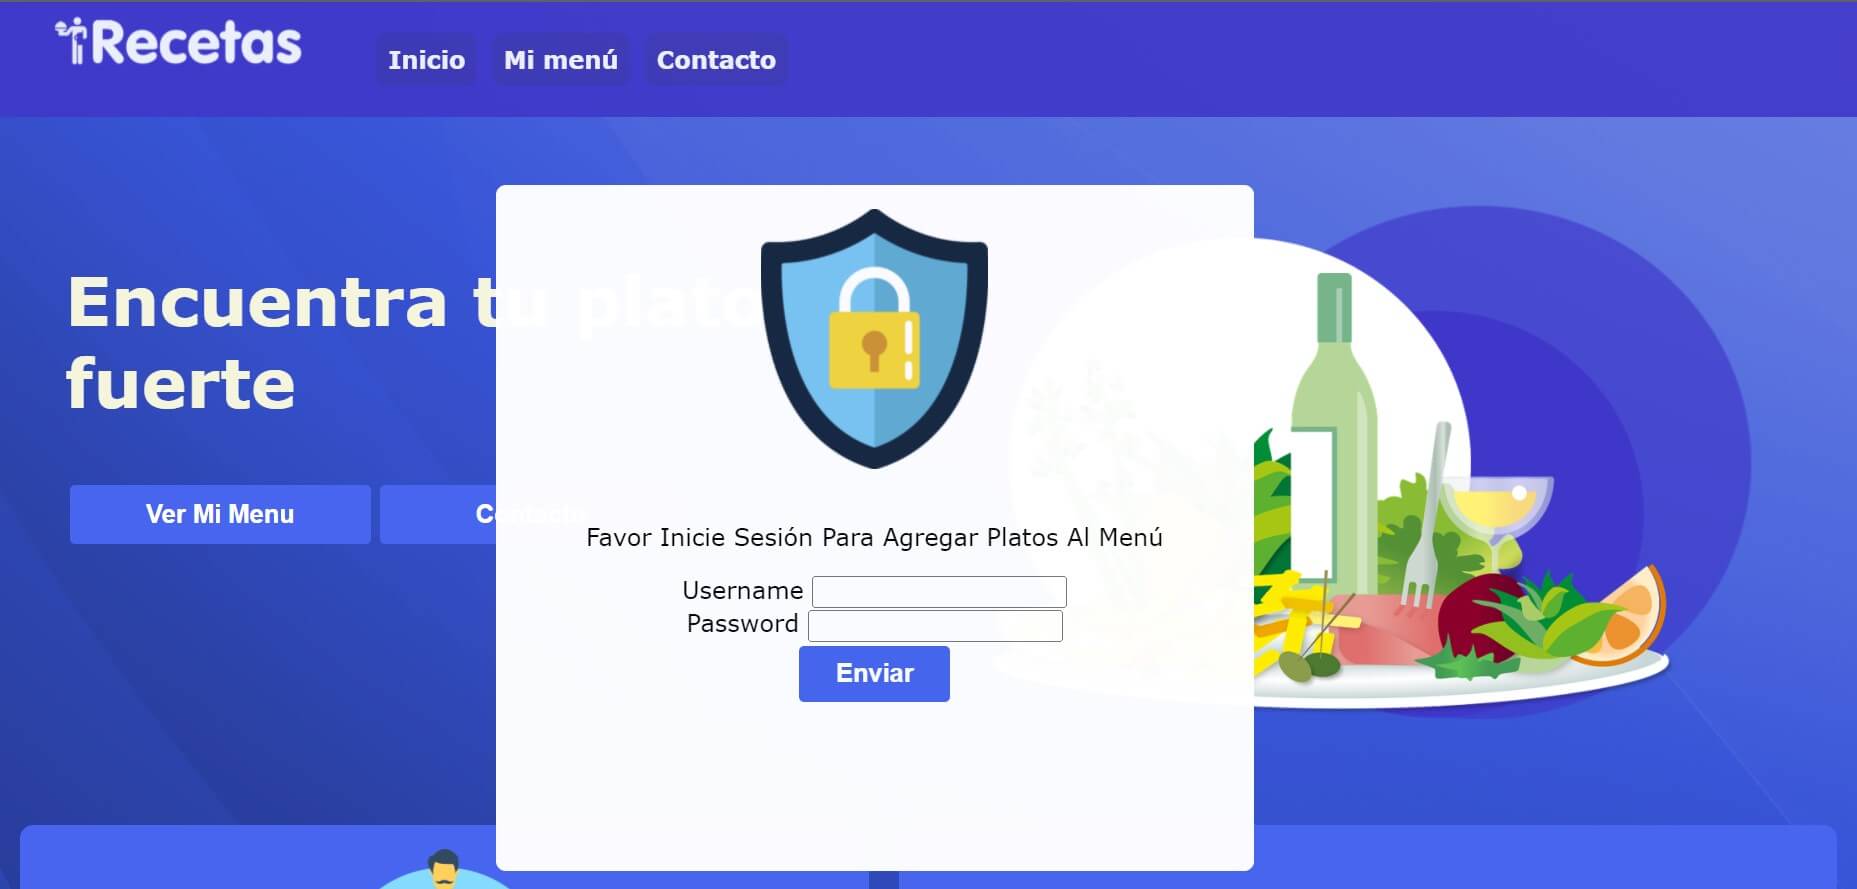 Recetas
Inicio
Mi menú
Contacto
Encuentra tu plato
fuerte
Ver Mi Menu
Contacto
Favor Inicie Sesión Para Agregar Platos Al Menú
Username
Password
Enviar